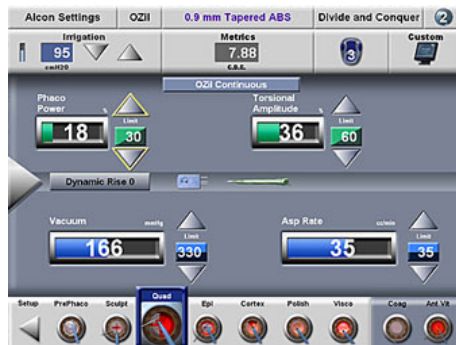 Alcon Settings OZil 0.9 mm Tapered ABS Divide and Conquer 2
Irrigation Metrics Custom
95 7.88 3
cmH2O C.D.E.
OZil Continuous
Phaco Power % Torsional Amplitude %
Limit Limit
18 30 36 60
Dynamic Rise 0
Vacuum mmHg Asp Rate cc/min
Limit Limit
166 330 35 35
Setup PrePhaco Sculpt Quad Epi Cortex Polish Visco Coag Ant Vit